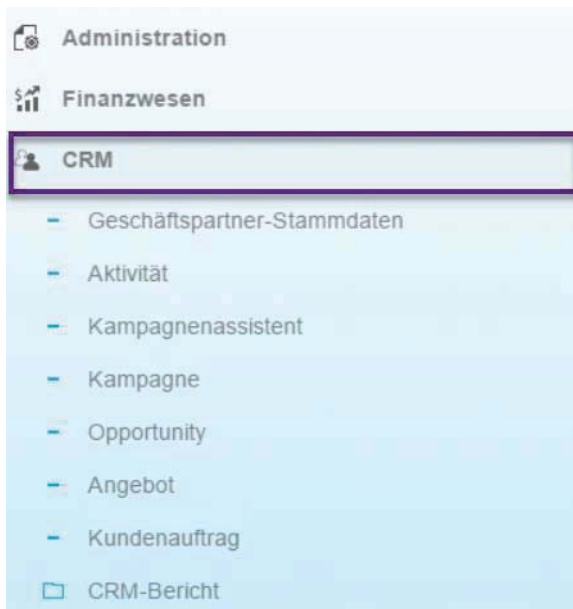 Administration
Finanzwesen
CRM
Geschäftspartner-Stammdaten
Aktivität
Kampagnenassistent
Kampagne
Opportunity
Angebot
Kundenauftrag
CRM-Bericht